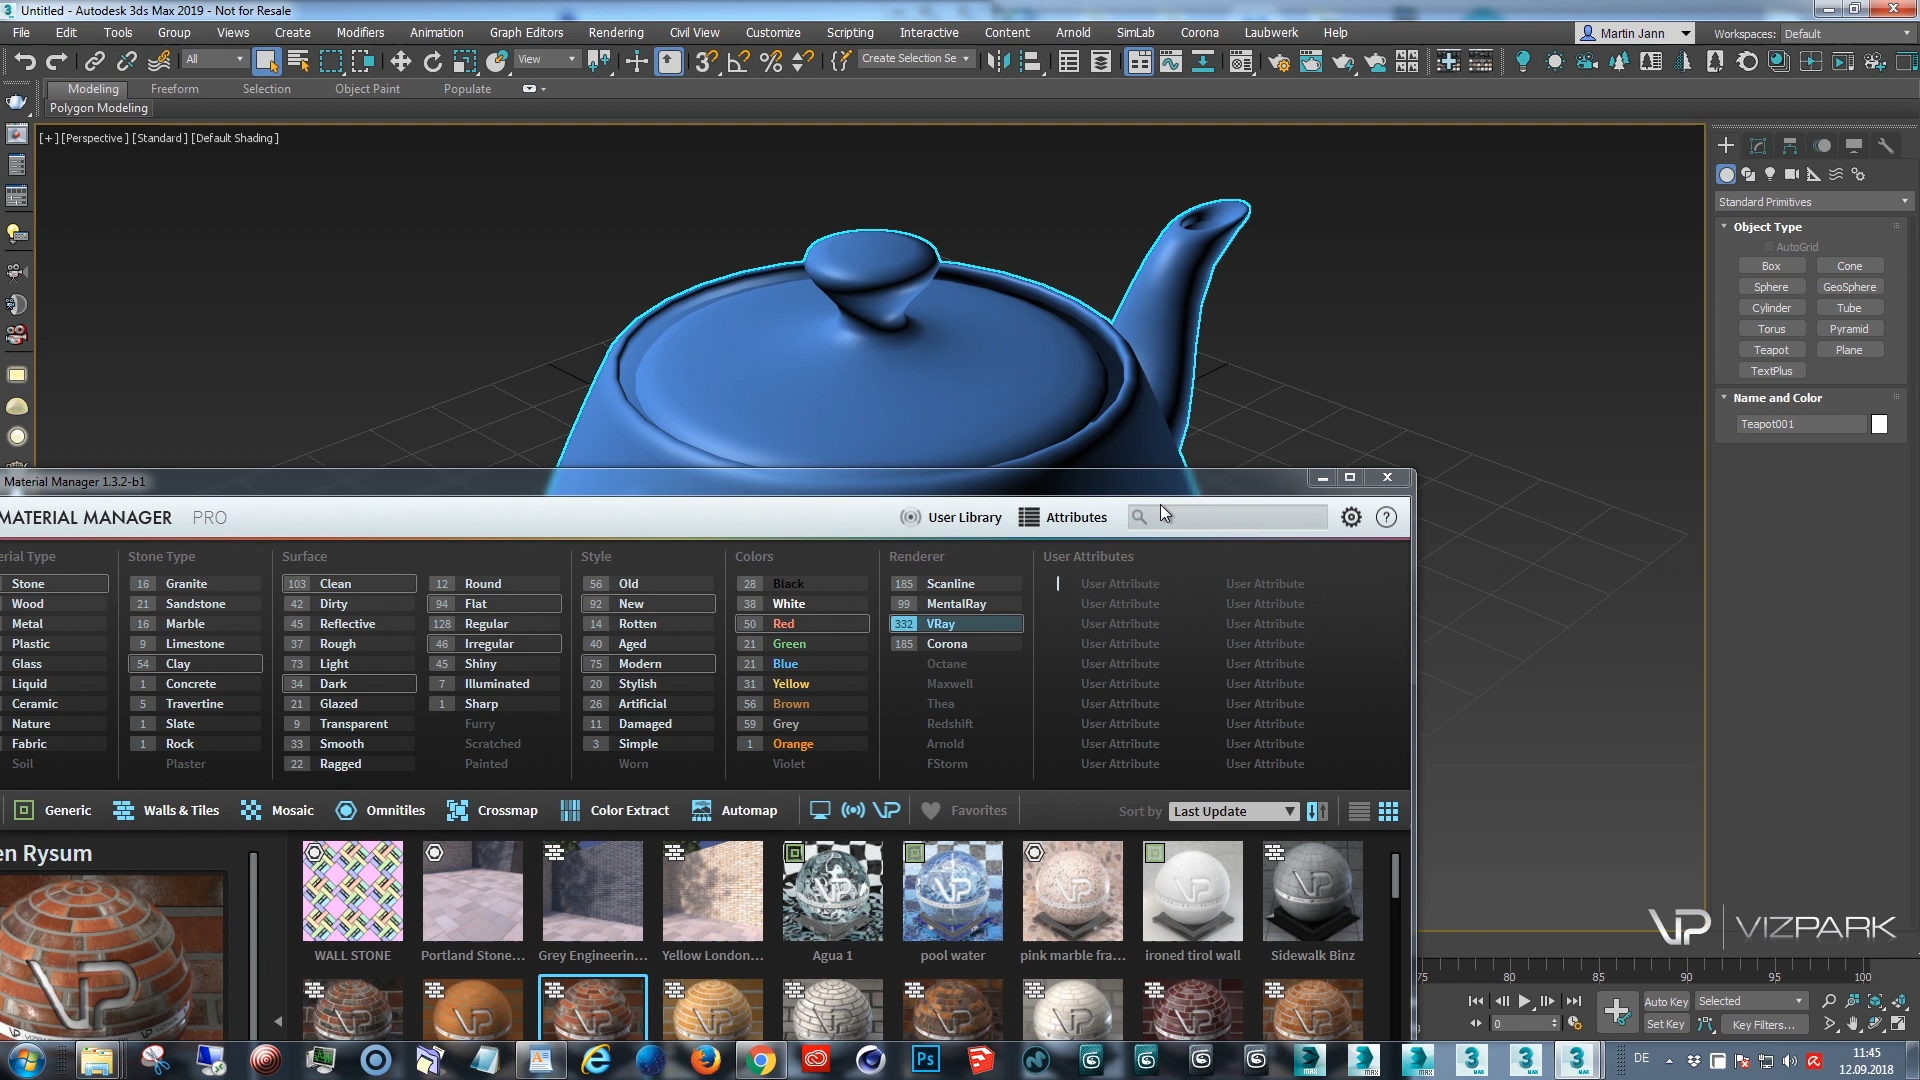 Untitled - Autodesk 3ds Max 2019 - Not for Resale
File Edit Tools Group Views Create Modifiers Animation Graph Editors Rendering Civil View Customize Scripting Interactive Content Arnold SimLab Corona Laubwerk Help Martin Jann Workspaces: Default
All View Create Selection Se
Modeling Freeform Selection Object Paint Populate
Polygon Modeling
[+] [Perspective] [Standard] [Default Shading]
Standard Primitives
Object Type
AutoGrid
Box Cone
Sphere GeoSphere
Cylinder Tube
Torus Pyramid
Teapot Plane
TextPlus
Name and Color
Teapot001
Material Manager 1.3.2-b1
MATERIAL MANAGER PRO User Library Attributes
erial Type Stone Type Surface Style Colors Renderer User Attributes
Stone 16 Granite 103 Clean 12 Round 56 Old 28 Black 185 Scanline User Attribute User Attribute
Wood 21 Sandstone 42 Dirty 94 Flat 92 New 38 White 99 MentalRay User Attribute User Attribute
Metal 16 Marble 45 Reflective 128 Regular 14 Rotten 50 Red 332 VRay User Attribute User Attribute
Plastic 9 Limestone 37 Rough 46 Irregular 40 Aged 21 Green 185 Corona User Attribute User Attribute
Glass 54 Clay 73 Light 45 Shiny 75 Modern 21 Blue Octane User Attribute User Attribute
Liquid 1 Concrete 34 Dark 7 Illuminated 20 Stylish 31 Yellow Maxwell User Attribute User Attribute
Ceramic 5 Travertine 21 Glazed 1 Sharp 26 Artificial 56 Brown Thea User Attribute User Attribute
Nature 1 Slate 9 Transparent Furry 11 Damaged 59 Grey Redshift User Attribute User Attribute
Fabric 1 Rock 33 Smooth Scratched 3 Simple 1 Orange Arnold User Attribute User Attribute
Soil Plaster 22 Ragged Painted Worn Violet FStorm User Attribute User Attribute
Generic Walls & Tiles Mosaic Omnitiles Crossmap Color Extract Automap Favorites Sort by Last Update
en Rysum
WALL STONE Portland Stone... Grey Engineerin... Yellow London... Agua 1 pool water pink marble fra... ironed tirol wall Sidewalk Binz
VP VIZPARK
75 80 85 90 95 100
Auto Key Selected
0 Set Key Key Filters...
DE 11:45
12.09.2018